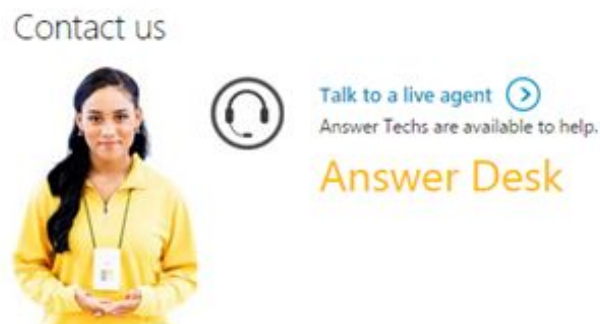 Contact us
Talk to a live agent
Answer Techs are available to help.
Answer Desk